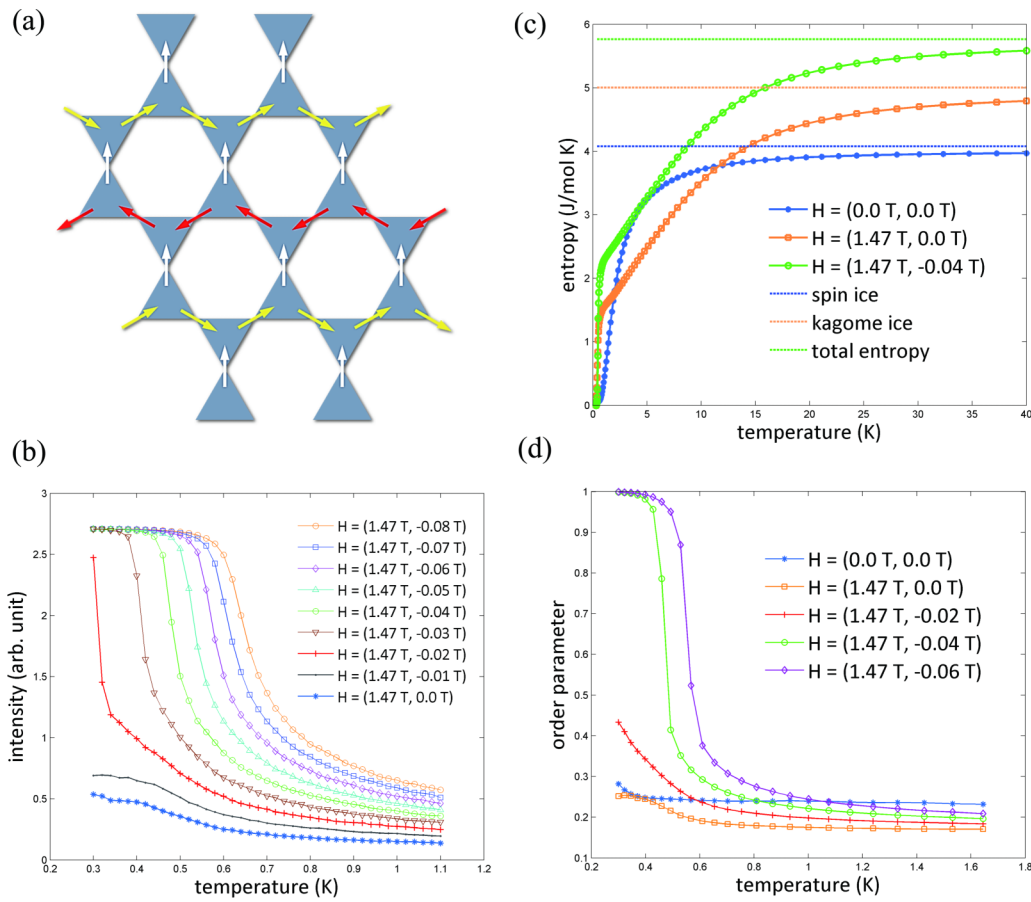 (a)
(c)
6
5
4
3
2
1
0
entropy (J/mol K)
H = (0.0 T, 0.0 T)
H = (1.47 T, 0.0 T)
H = (1.47 T, -0.04 T)
spin ice
kagome ice
total entropy
0 5 10 15 20 25 30 35 40
temperature (K)
(b)
3
2.5
2
1.5
1
0.5
0
intensity (arb. unit)
H = (1.47 T, -0.08 T)
H = (1.47 T, -0.07 T)
H = (1.47 T, -0.06 T)
H = (1.47 T, -0.05 T)
H = (1.47 T, -0.04 T)
H = (1.47 T, -0.03 T)
H = (1.47 T, -0.02 T)
H = (1.47 T, -0.01 T)
H = (1.47 T, 0.0 T)
0.3 0.4 0.5 0.6 0.7 0.8 0.9 1 1.1 1.2
temperature (K)
(d)
1
0.9
0.8
0.7
0.6
0.5
0.4
0.3
0.2
0.1
order parameter
H = (0.0 T, 0.0 T)
H = (1.47 T, 0.0 T)
H = (1.47 T, -0.02 T)
H = (1.47 T, -0.04 T)
H = (1.47 T, -0.06 T)
0.2 0.4 0.6 0.8 1 1.2 1.4 1.6 1.8
temperature (K)